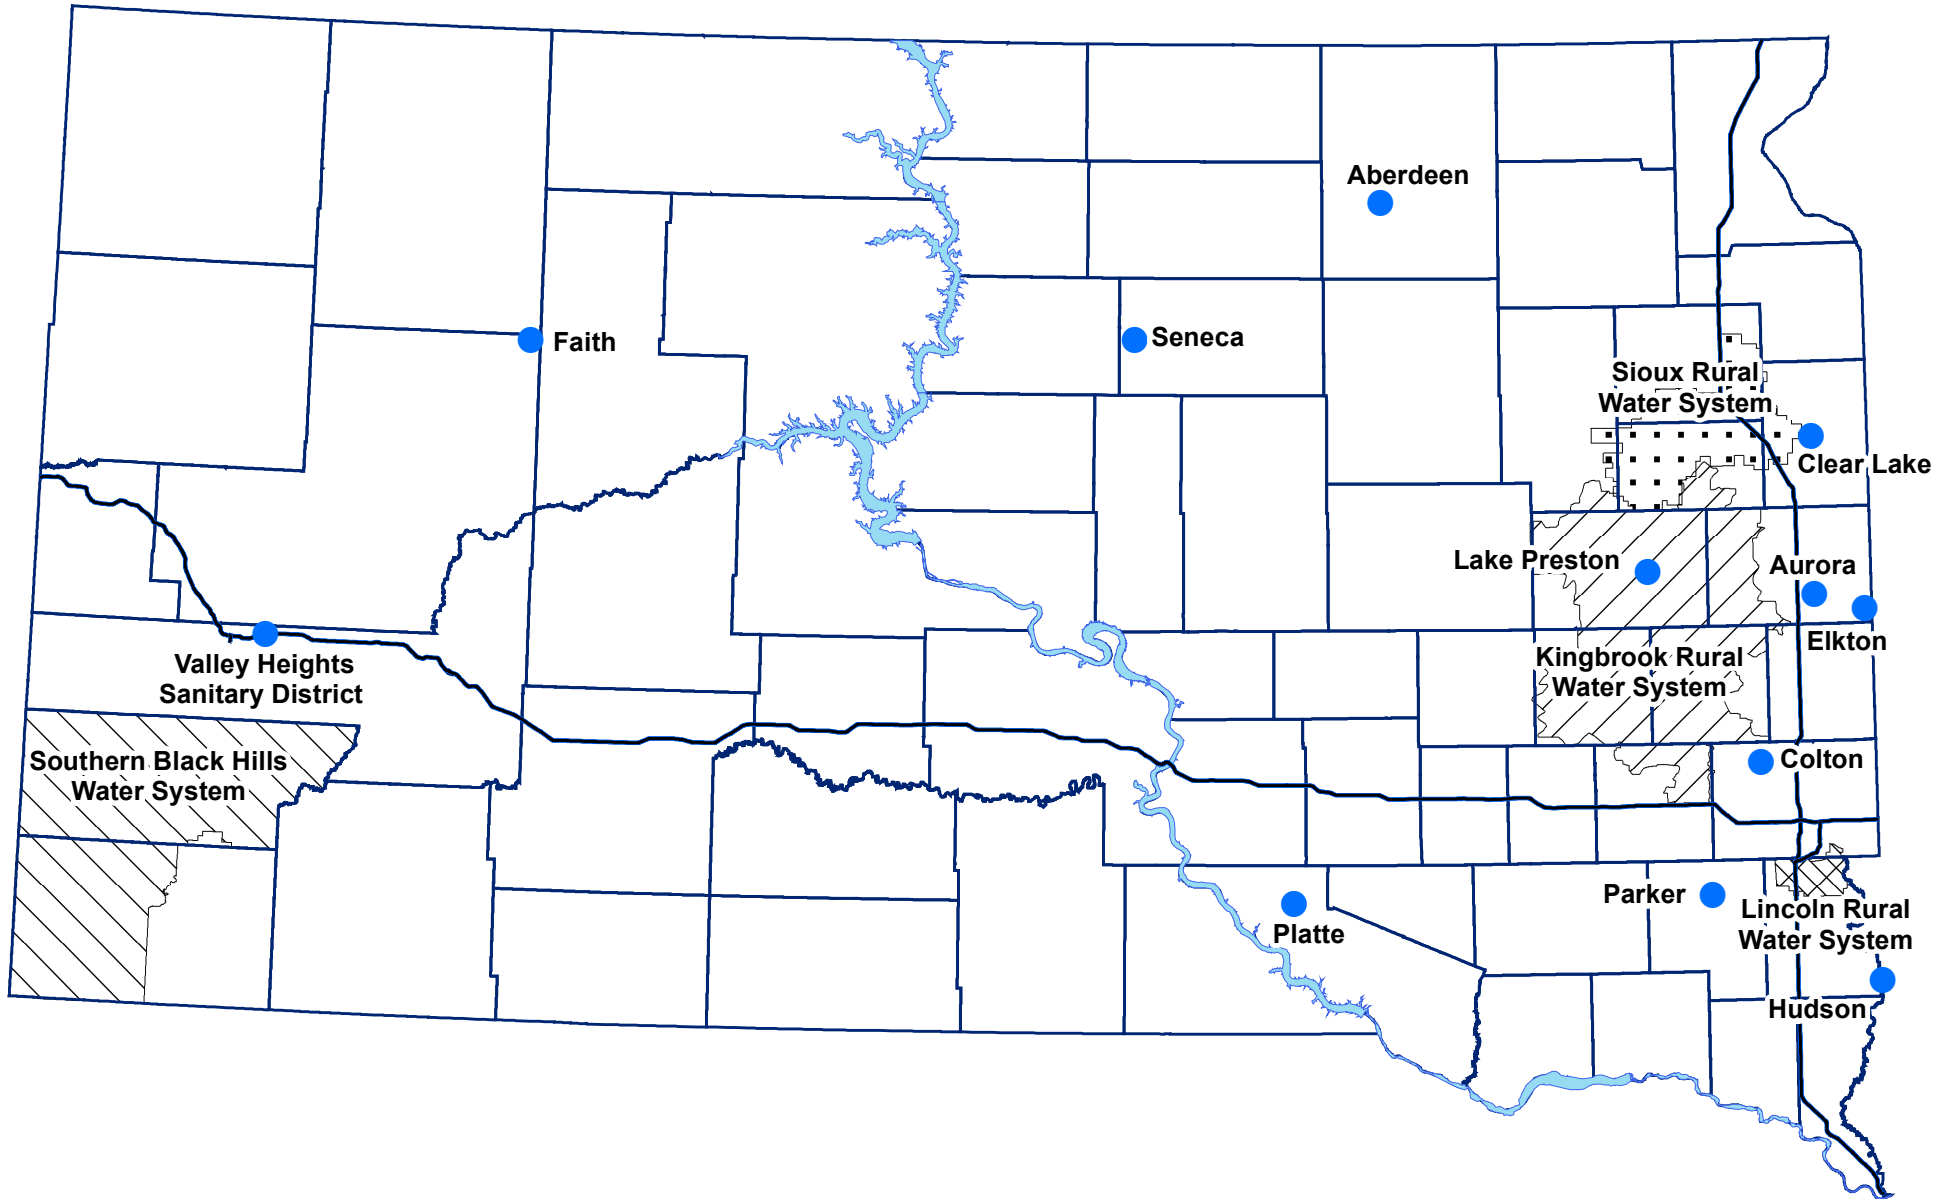 Aberdeen
Faith
Seneca
Sioux Rural
Water System
Clear Lake
Lake Preston
Aurora
Elkton
Valley Heights
Sanitary District
Kingbrook Rural
Water System
Southern Black Hills
Water System
Colton
Parker
Lincoln Rural
Water System
Platte
Hudson